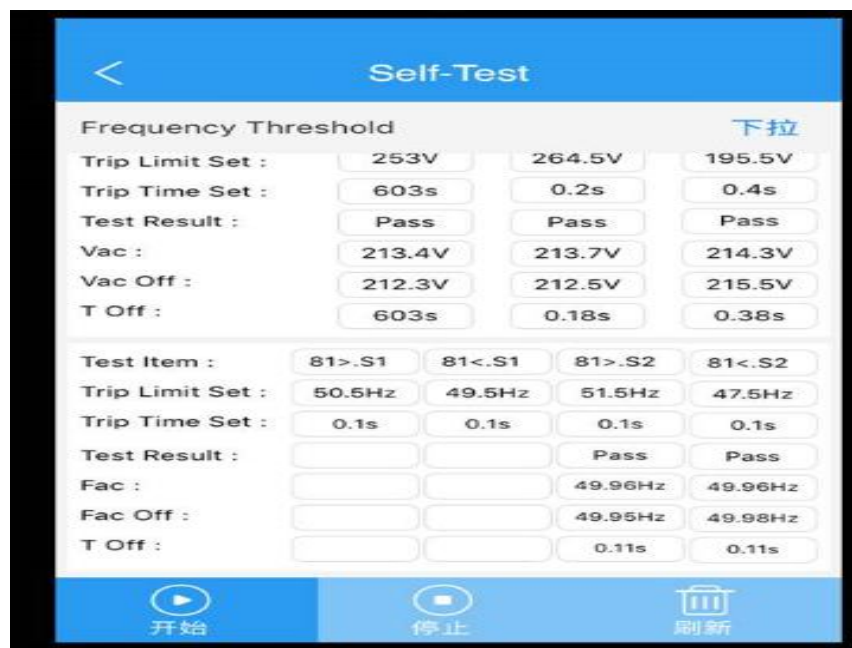 Self-Test
Frequency Threshold 下拉
Trip Limit Set : 253V 264.5V 195.5V
Trip Time Set : 603s 0.2s 0.4s
Test Result : Pass Pass Pass
Vac : 213.4V 213.7V 214.3V
Vac Off : 212.3V 212.5V 215.5V
T Off : 603s 0.18s 0.38s
Test Item : 81>.S1 81<.S1 81>.S2 81<.S2
Trip Limit Set : 50.5Hz 49.5Hz 51.5Hz 47.5Hz
Trip Time Set : 0.1s 0.1s 0.1s 0.1s
Test Result : Pass Pass
Fac : 49.96Hz 49.96Hz
Fac Off : 49.95Hz 49.98Hz
T Off : 0.11s 0.11s
开始 停止 刷新